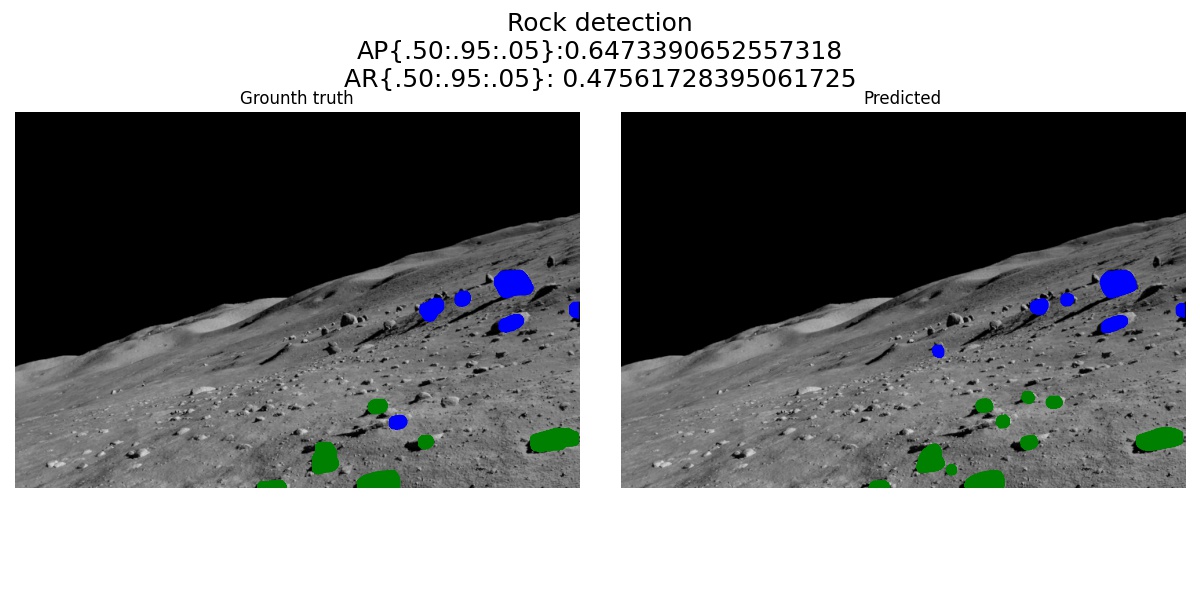 Rock detection
AP{.50:.95:.05}:0.6473390652557318
AR{.50:.95:.05}: 0.47561728395061725
Grounth truth
Predicted